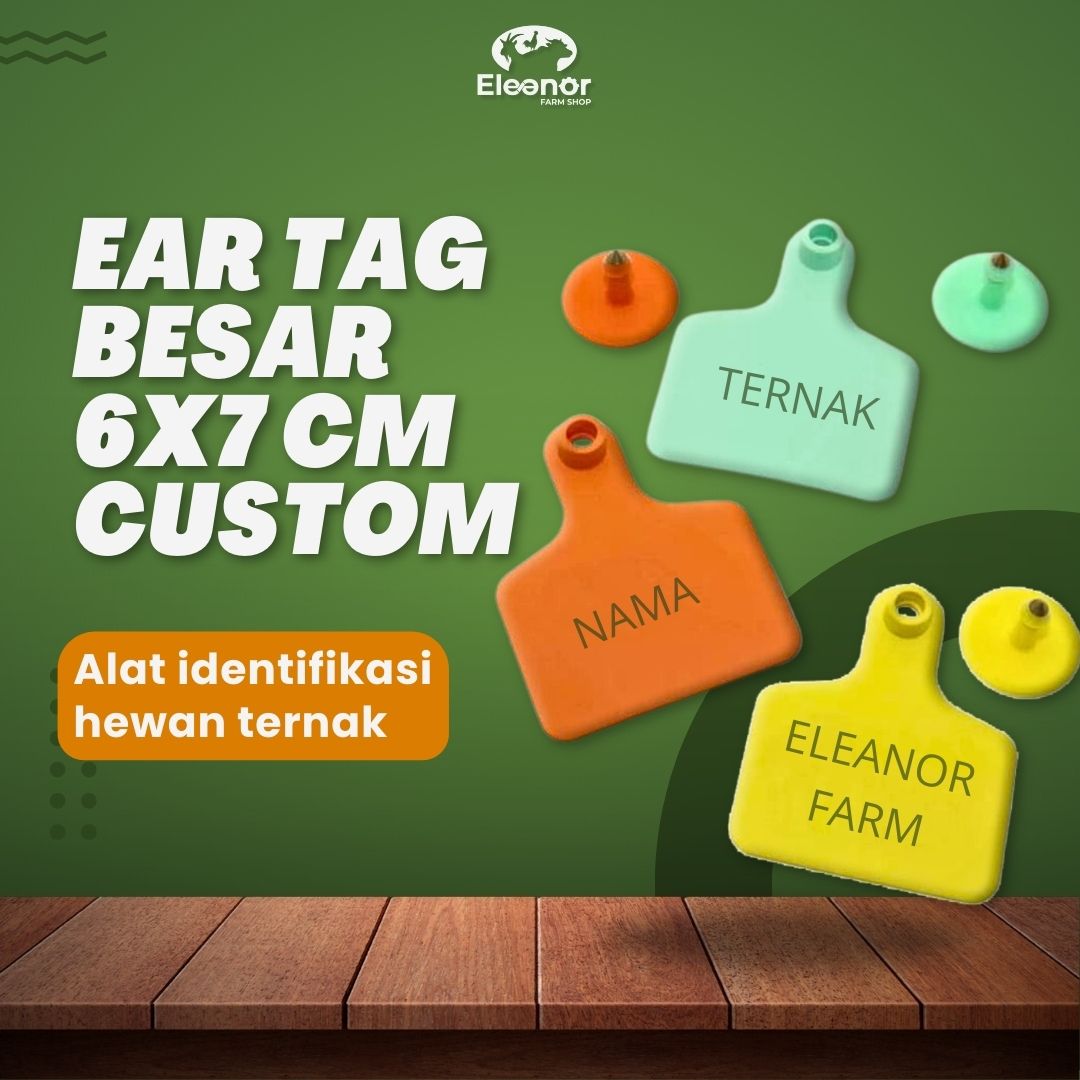 Eleanor
FARM SHOP
EAR TAG
BESAR
6X7 CM
CUSTOM
Alat identifikasi
hewan ternak
TERNAK
NAMA
ELEANOR
FARM